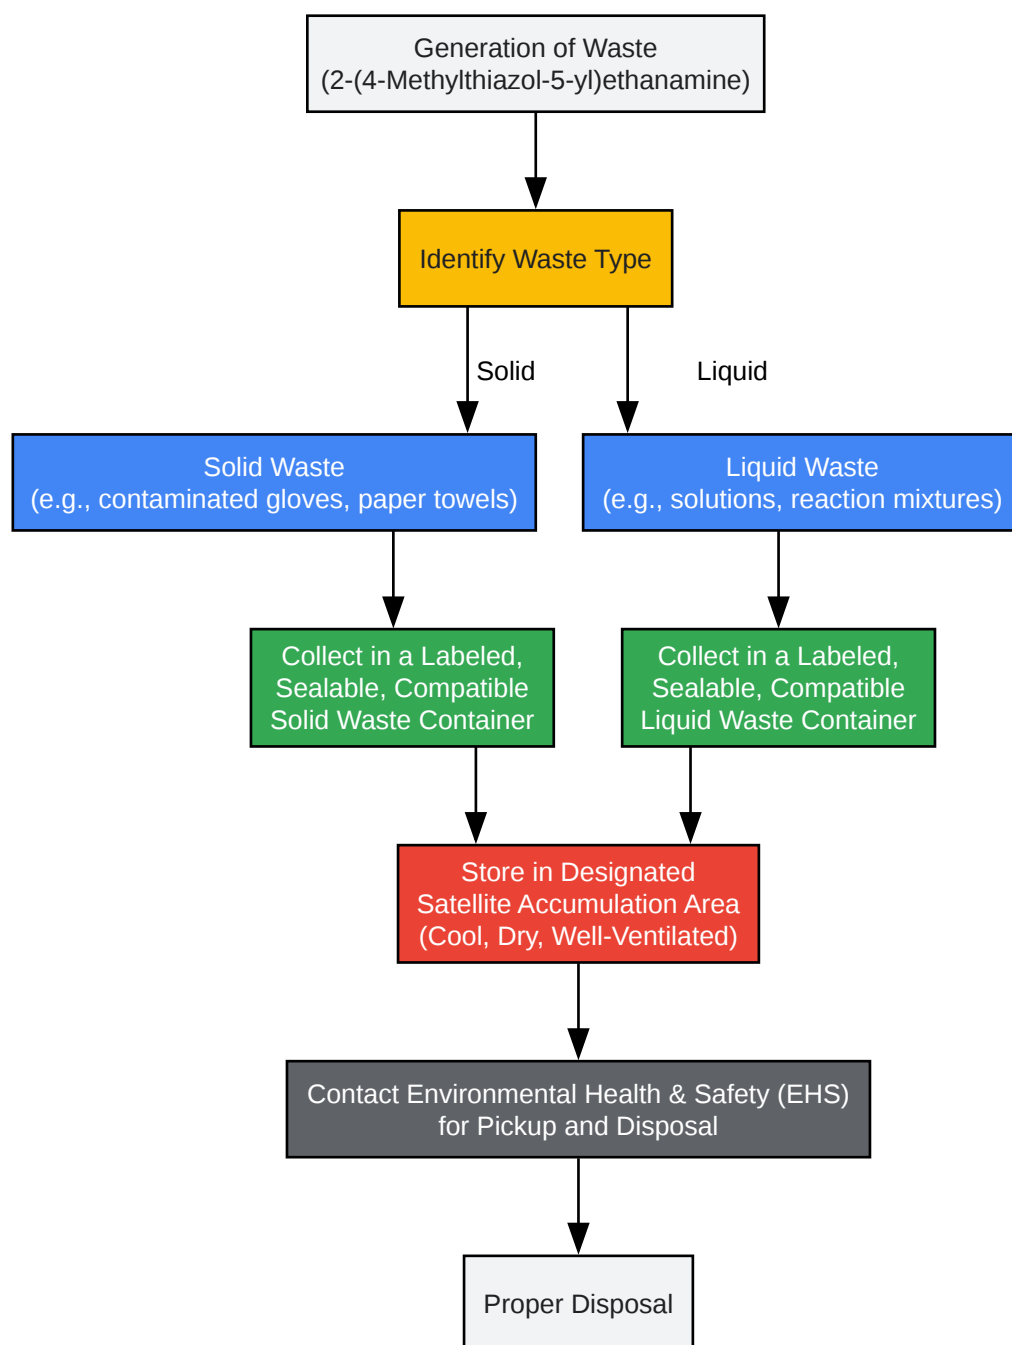 Generation of Waste
(2-(4-Methylthiazol-5-yl)ethanamine)
Identify Waste Type
Solid
Liquid
Solid Waste
(e.g., contaminated gloves, paper towels)
Liquid Waste
(e.g., solutions, reaction mixtures)
Collect in a Labeled,
Sealable, Compatible
Solid Waste Container
Collect in a Labeled,
Sealable, Compatible
Liquid Waste Container
Store in Designated
Satellite Accumulation Area
(Cool, Dry, Well-Ventilated)
Contact Environmental Health & Safety (EHS)
for Pickup and Disposal
Proper Disposal